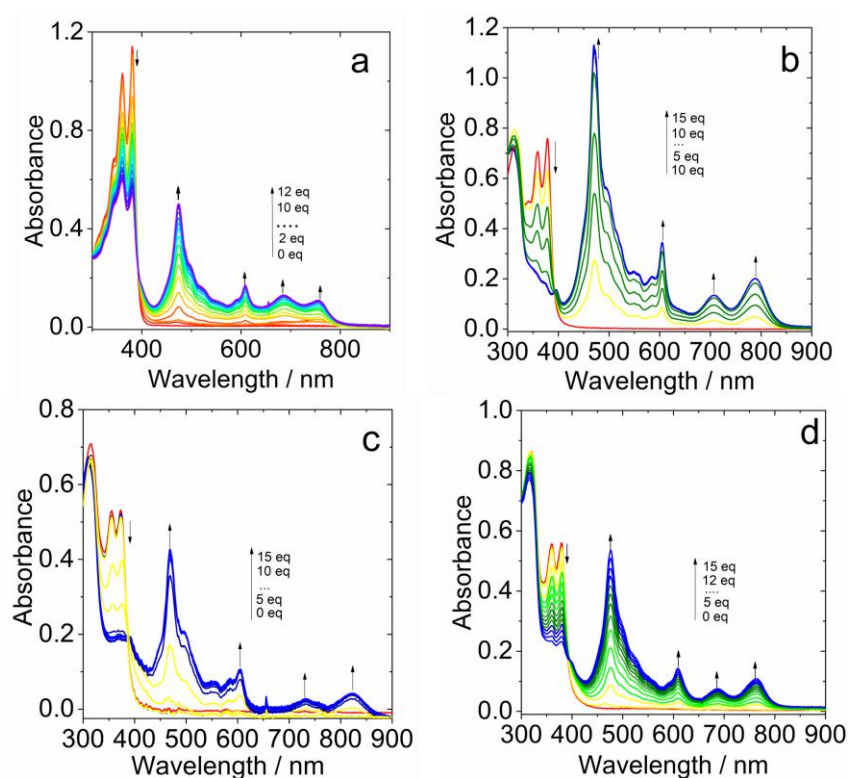 a
1.2
0.8
0.4
0.0
Absorbance
12 eq
10 eq
....
2 eq
0 eq
400 600 800
Wavelength / nm
b
1.2
1.0
0.8
0.6
0.4
0.2
0.0
Absorbance
15 eq
10 eq
...
5 eq
10 eq
300 400 500 600 700 800 900
Wavelength / nm
c
0.8
0.6
0.4
0.2
-0.0
Absorbance
15 eq
10 eq
...
5 eq
0 eq
300 400 500 600 700 800 900
Wavelength / nm
d
1.0
0.8
0.6
0.4
0.2
0.0
Absorbance
15 eq
12 eq
....
5 eq
0 eq
300 400 500 600 700 800 900
Wavelength / nm